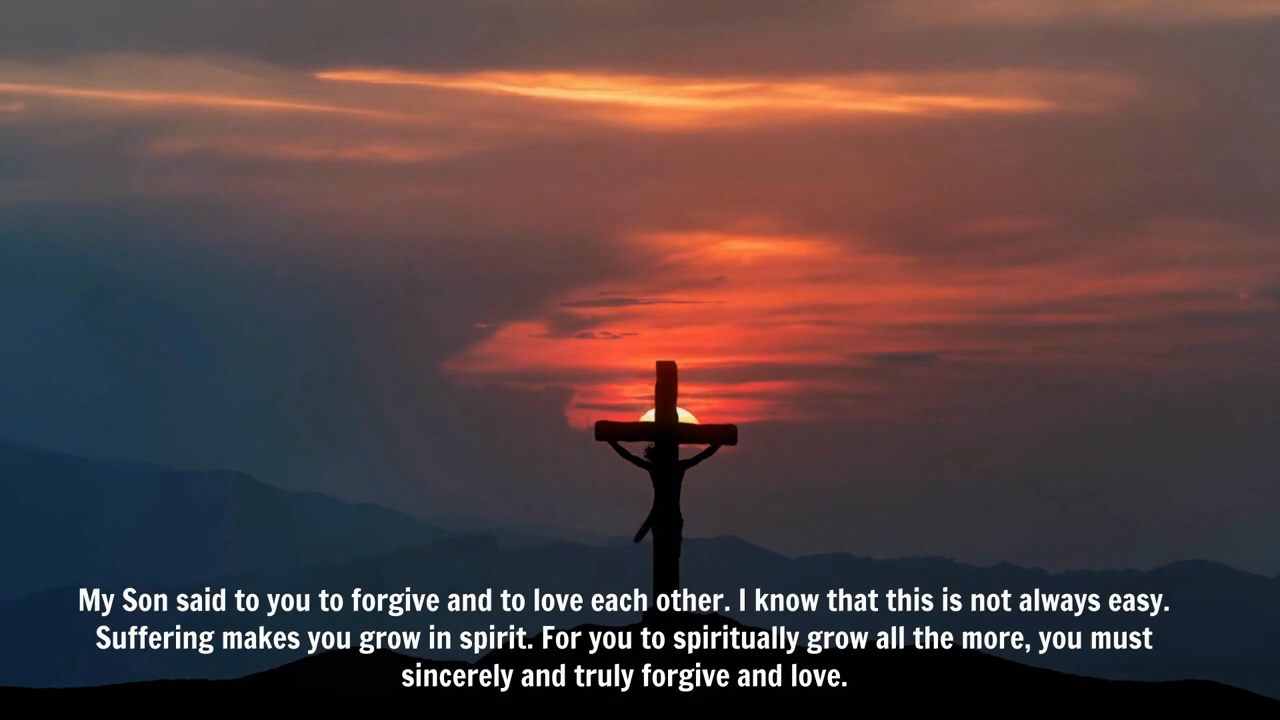 My Son said to you to forgive and to love each other. I know that this is not always easy.
Suffering makes you grow in spirit. For you to spiritually grow all the more, you must
sincerely and truly forgive and love.